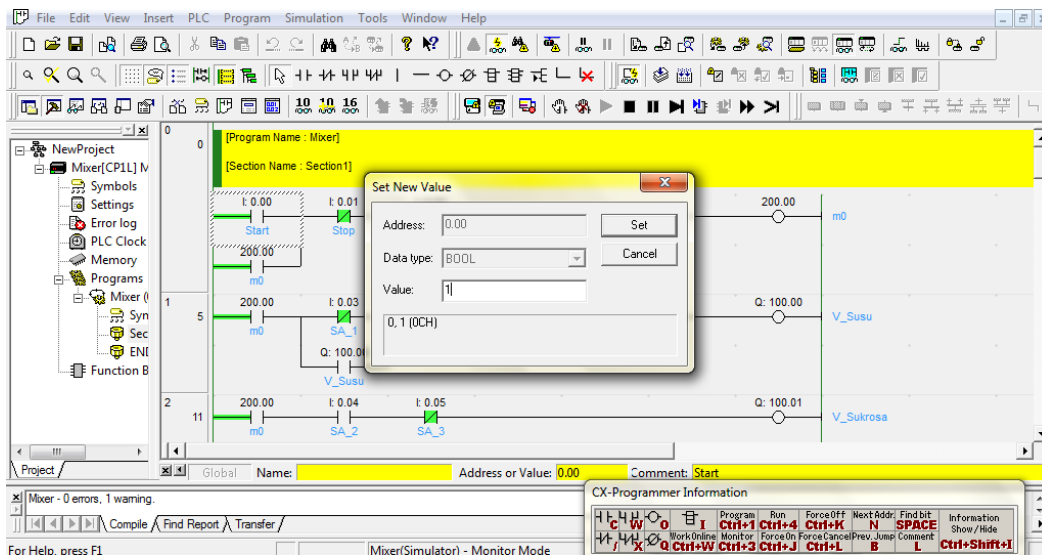 File Edit View Insert PLC Program Simulation Tools Window Help
10 10 16
NewProject
Mixer[CP1L] M
Symbols
Settings
Error log
PLC Clock
Memory
Programs
Mixer (
Syn
Sec
END
Function B
Project
0
0
[Program Name : Mixer]
[Section Name : Section1]
I: 0.00
I: 0.01
200.00
Start
Stop
m0
200.00
m0
1
5
200.00
I: 0.03
Q: 100.00
m0
SA_1
V_Susu
Q: 100.00
V_Susu
2
11
200.00
I: 0.04
I: 0.05
Q: 100.01
m0
SA_2
SA_3
V_Sukrosa
Set New Value
Address: 0.00
Set
Data type: BOOL
Cancel
Value: 1
0, 1 (0CH)
Global Name: Address or Value: 0.00 Comment: Start
Mixer - 0 errors, 1 warning.
Compile Find Report Transfer
CX-Programmer Information
C W O I Program Ctrl+1 Run Ctrl+4 Force Off Ctrl+K Next Addr. N Find bit SPACE Information Show / Hide
X Q Work Online Ctrl+W Monitor Ctrl+3 Force On Ctrl+J Force Cancel Ctrl+L Prev. Jump B Comment L Ctrl+Shift+I
For Help, press F1
Mixer(Simulator) - Monitor Mode